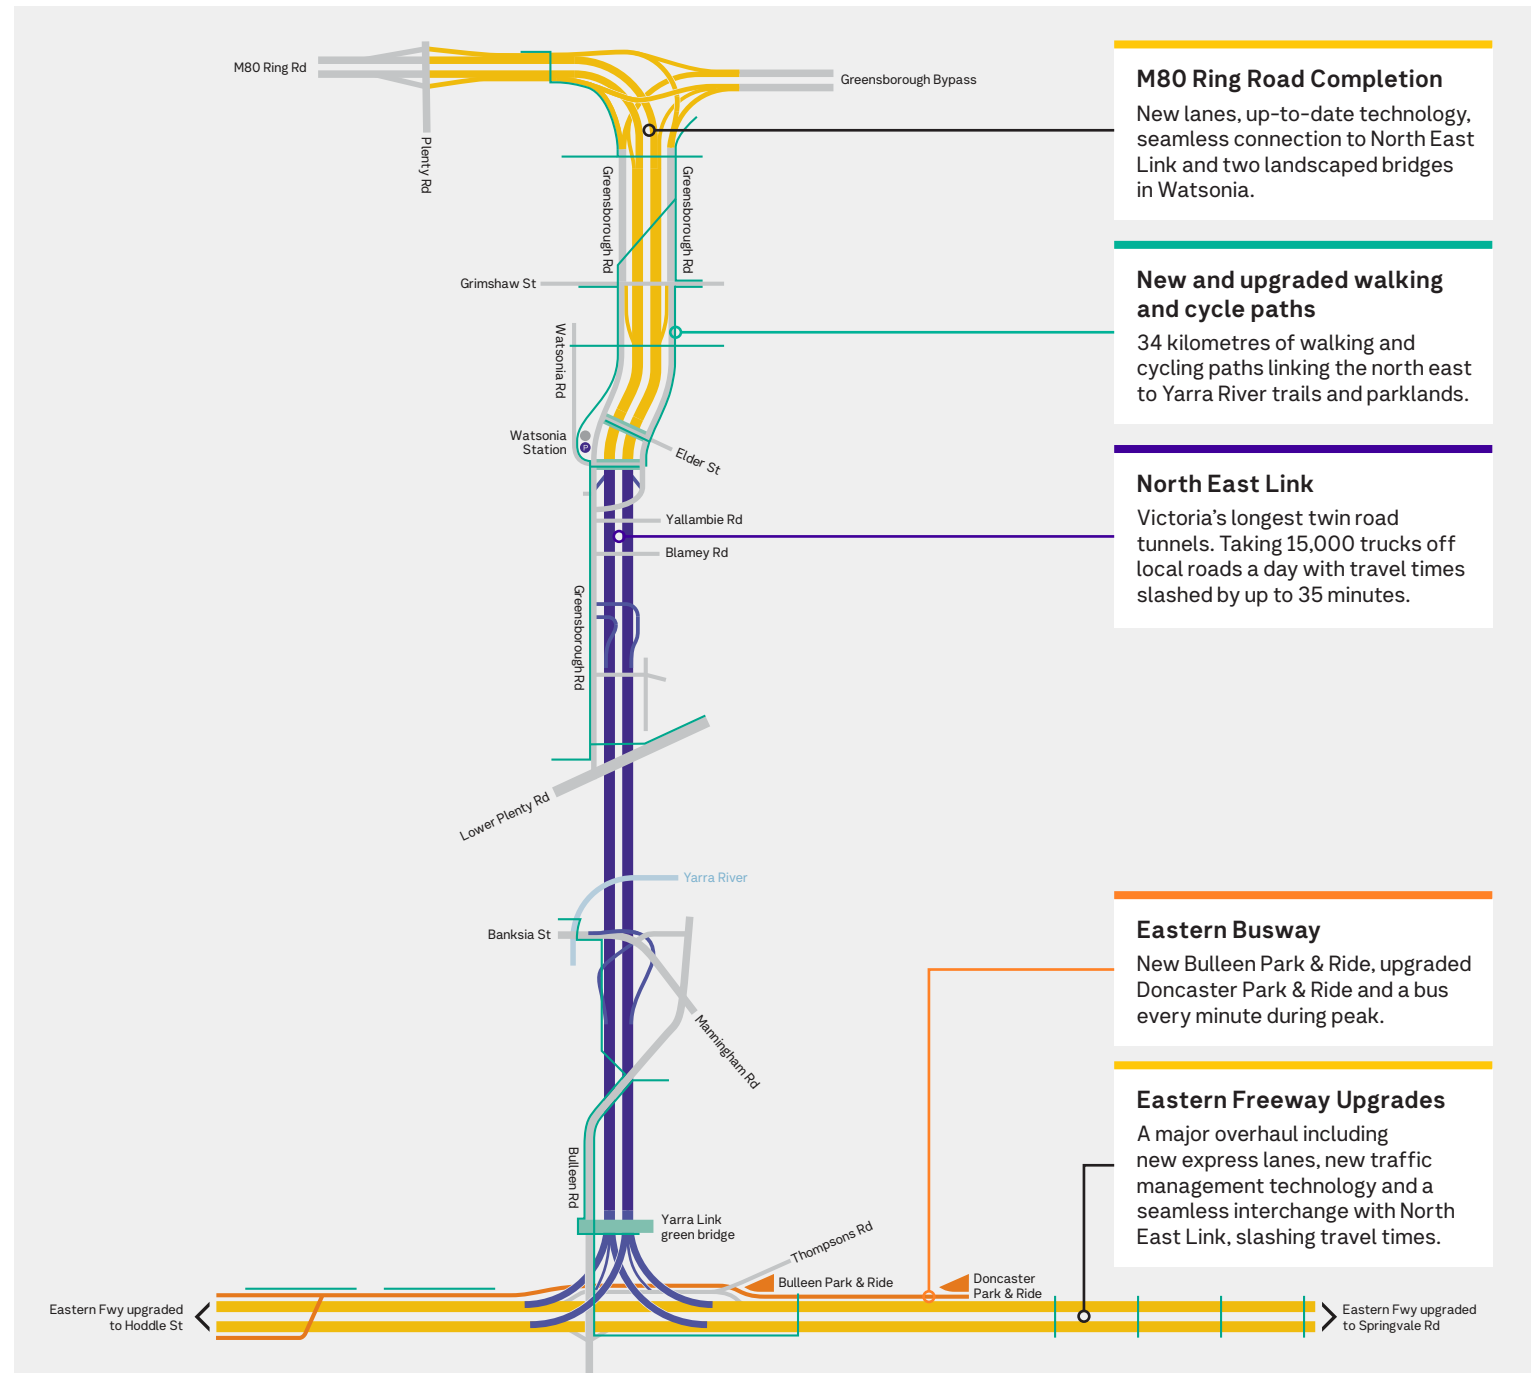 M80 Ring Rd
Plenty Rd
Greensborough Bypass
Greensborough Rd
Greensborough Rd
Grimshaw St
Watsonia Rd
Watsonia
Station
P
Elder St
Yallambie Rd
Blamey Rd
Greensborough Rd
Lower Plenty Rd
Yarra River
Banksia St
Manningham Rd
Bulleen Rd
Yarra Link
green bridge
Thompsons Rd
Bulleen Park & Ride
Doncaster
Park & Ride
Eastern Fwy upgraded
to Hoddle St
Eastern Fwy upgraded
to Springvale Rd
M80 Ring Road Completion
New lanes, up-to-date technology,
seamless connection to North East
Link and two landscaped bridges
in Watsonia.
New and upgraded walking
and cycle paths
34 kilometres of walking and
cycling paths linking the north east
to Yarra River trails and parklands.
North East Link
Victoria's longest twin road
tunnels. Taking 15,000 trucks off
local roads a day with travel times
slashed by up to 35 minutes.
Eastern Busway
New Bulleen Park & Ride, upgraded
Doncaster Park & Ride and a bus
every minute during peak.
Eastern Freeway Upgrades
A major overhaul including
new express lanes, new traffic
management technology and a
seamless interchange with North
East Link, slashing travel times.